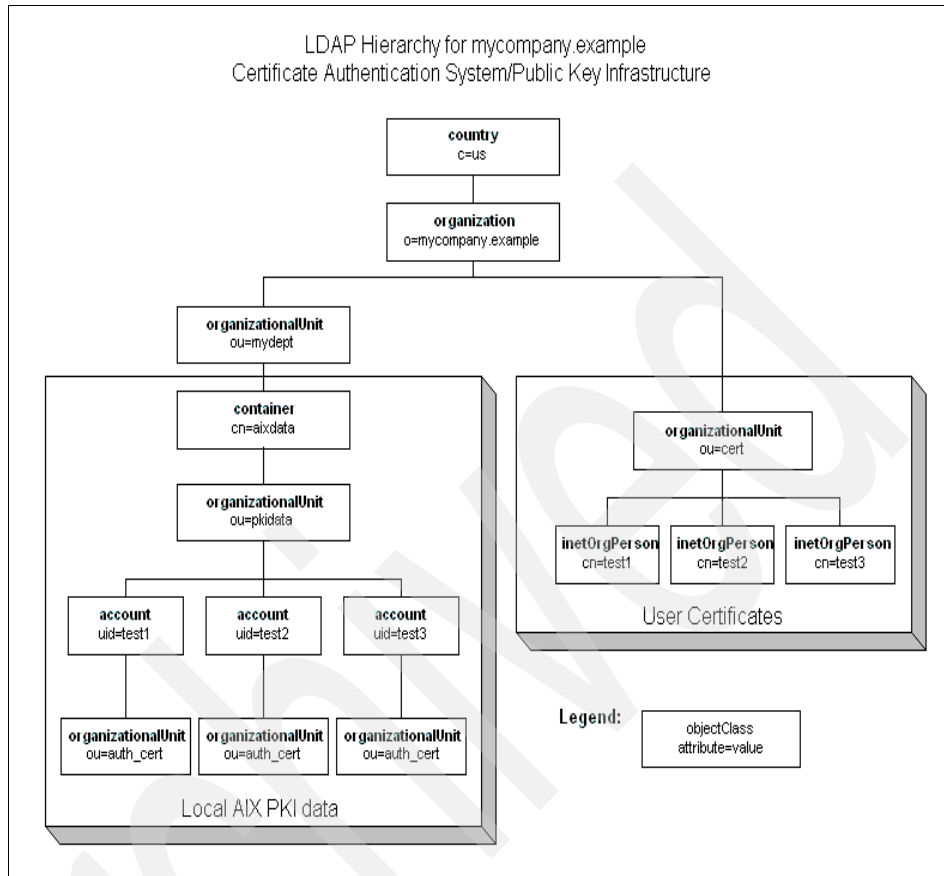 LDAP Hierarchy for mycompany.example
Certificate Authentication System/Public Key Infrastructure
country
c=us
organization
o=mycompany.example
organizationalUnit
ou=mydept
container
cn=aixdata
organizationalUnit
ou=pkidata
account
uid=test1
account
uid=test2
account
uid=test3
organizationalUnit
ou=auth_cert
organizationalUnit
ou=auth_cert
organizationalUnit
ou=auth_cert
Local AIX PKI data
organizationalUnit
ou=cert
inetOrgPerson
cn=test1
inetOrgPerson
cn=test2
inetOrgPerson
cn=test3
User Certificates
Legend:
objectClass
attribute=value